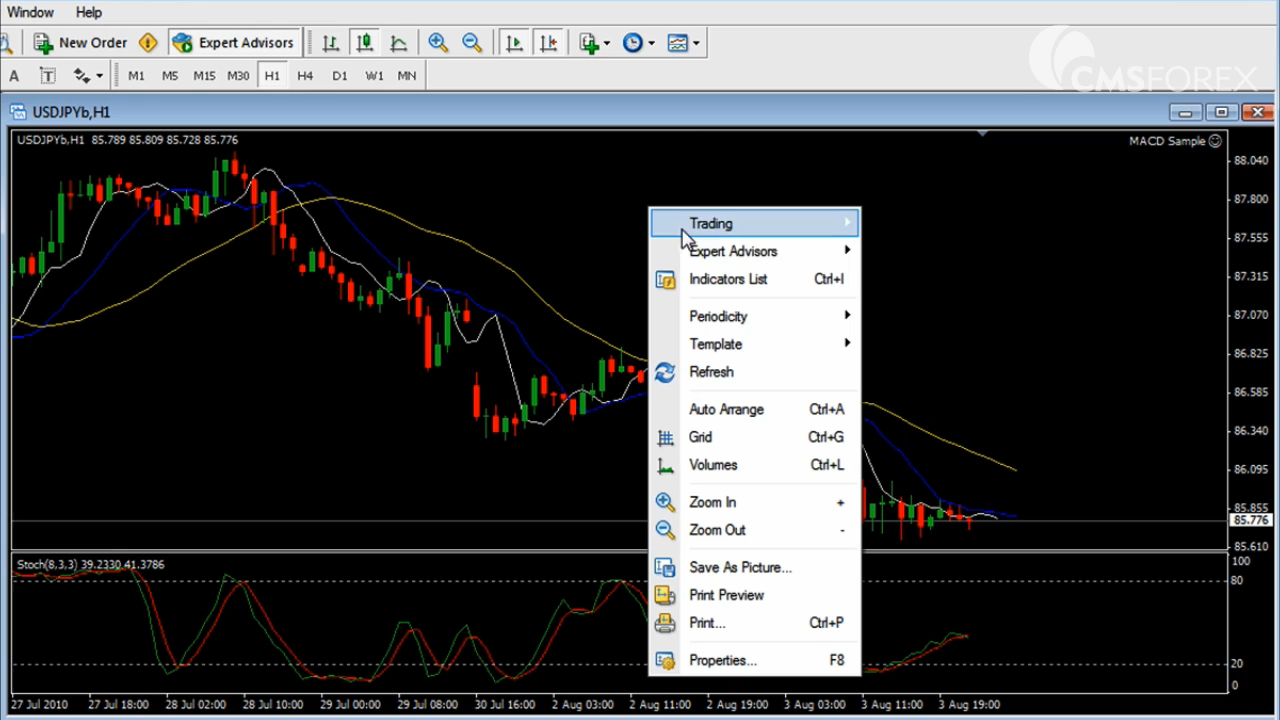 Window Help
New Order Expert Advisors
CMSFOREX
A T M1 M5 M15 M30 H1 H4 D1 W1 MN
USDJPYb,H1
USDJPYb,H1 85.789 85.809 85.728 85.776
MACD Sample
88.040
87.800
87.555
87.315
87.070
86.825
86.585
86.340
86.095
85.855
85.776
85.610
Trading
Expert Advisors
Indicators List Ctrl+I
Periodicity
Template
Refresh
Auto Arrange Ctrl+A
Grid Ctrl+G
Volumes Ctrl+L
Zoom In +
Zoom Out -
Save As Picture...
Print Preview
Print... Ctrl+P
Properties... F8
Stoch(8,3,3) 39.2330 41.3786
100
80
20
0
27 Jul 2010 27 Jul 18:00 28 Jul 02:00 28 Jul 10:00 29 Jul 00:00 29 Jul 08:00 30 Jul 16:00 2 Aug 03:00 2 Aug 11:00 2 Aug 19:00 3 Aug 03:00 3 Aug 11:00 3 Aug 19:00